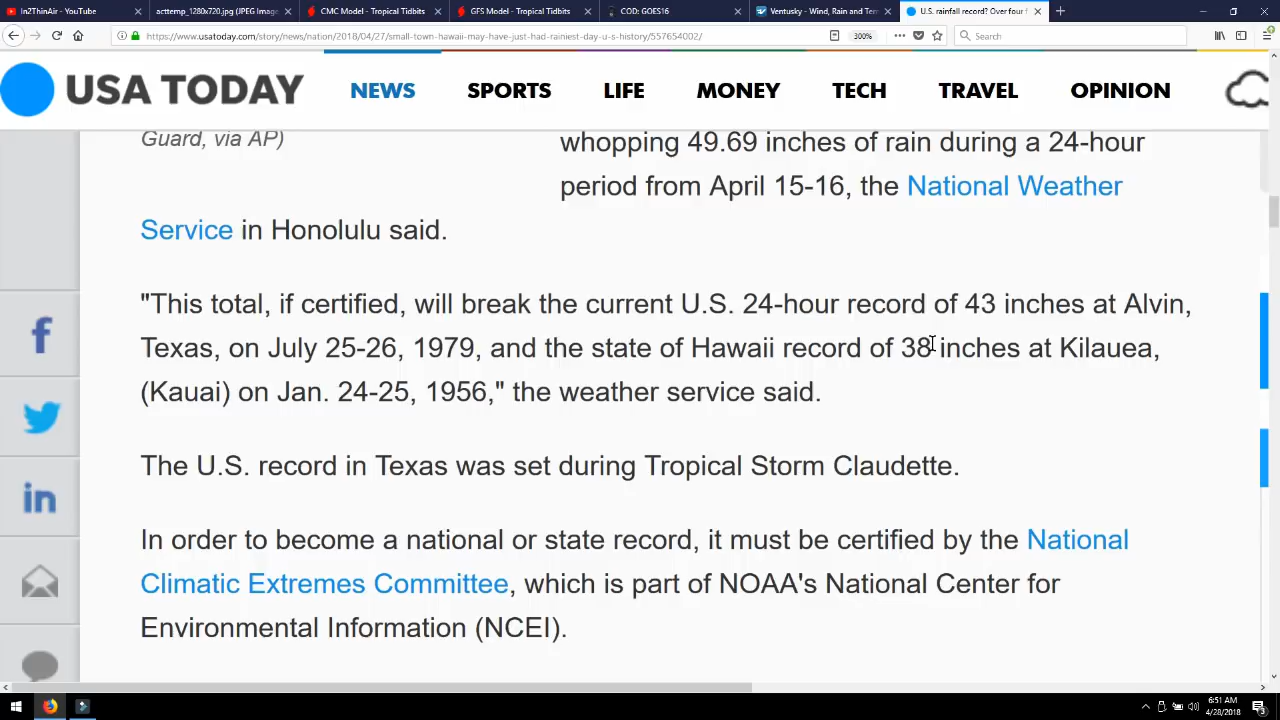 In2ThinAir - YouTube
acttemp_1280x720.jpg (JPEG Imag
CMC Model - Tropical Tidbits
GFS Model - Tropical Tidbits
COD: GOES16
Ventusky - Wind, Rain and Tem
U.S. rainfall record? Over four f
https://www.usatoday.com/story/news/nation/2018/04/27/small-town-hawaii-may-have-just-had-rainiest-day-u-s-history/557654002/
300%
Search
USA TODAY
NEWS
SPORTS
LIFE
MONEY
TECH
TRAVEL
OPINION
Guard, via AP)
whopping 49.69 inches of rain during a 24-hour
period from April 15-16, the National Weather
Service in Honolulu said.
"This total, if certified, will break the current U.S. 24-hour record of 43 inches at Alvin,
Texas, on July 25-26, 1979, and the state of Hawaii record of 38 inches at Kilauea,
(Kauai) on Jan. 24-25, 1956," the weather service said.
The U.S. record in Texas was set during Tropical Storm Claudette.
In order to become a national or state record, it must be certified by the National
Climatic Extremes Committee, which is part of NOAA's National Center for
Environmental Information (NCEI).
6:51 AM
4/28/2018